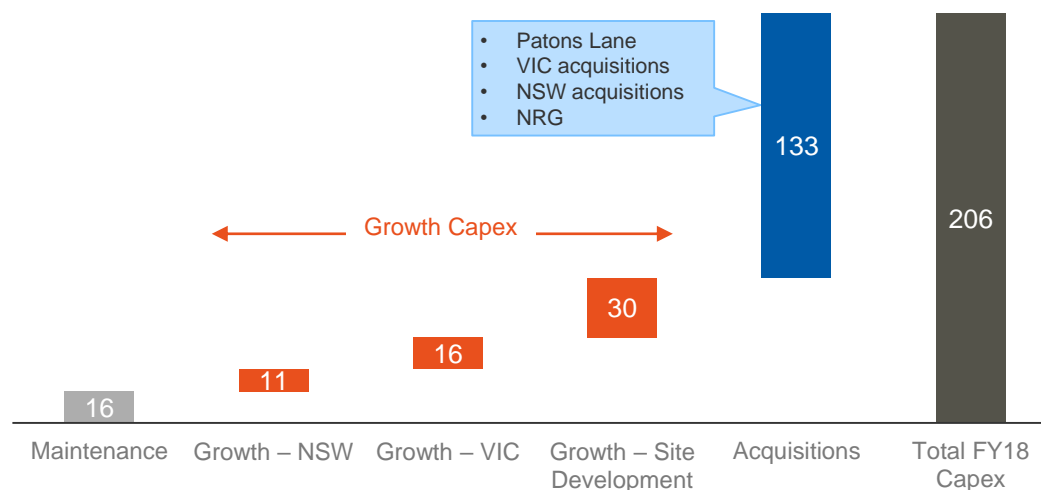 • Patons Lane
• VIC acquisitions
• NSW acquisitions
• NRG
133
206
Growth Capex
30
16
11
16
Maintenance
Growth – NSW
Growth – VIC
Growth – Site
Development
Acquisitions
Total FY18
Capex